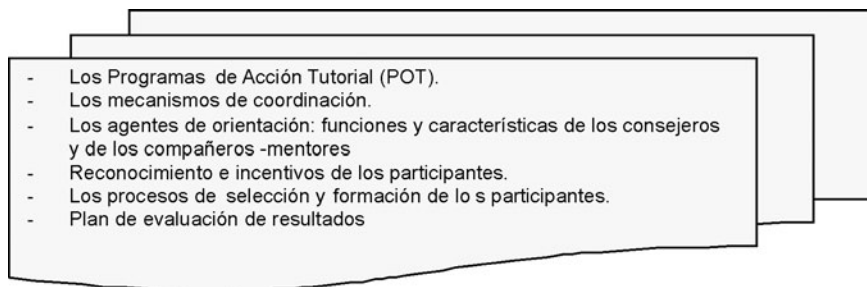 - Los Programas de Acción Tutorial (POT).
- Los mecanismos de coordinación.
- Los agentes de orientación: funciones y características de los consejeros
y de los compañeros -mentores
- Reconocimiento e incentivos de los participantes.
- Los procesos de selección y formación de lo s participantes.
- Plan de evaluación de resultados